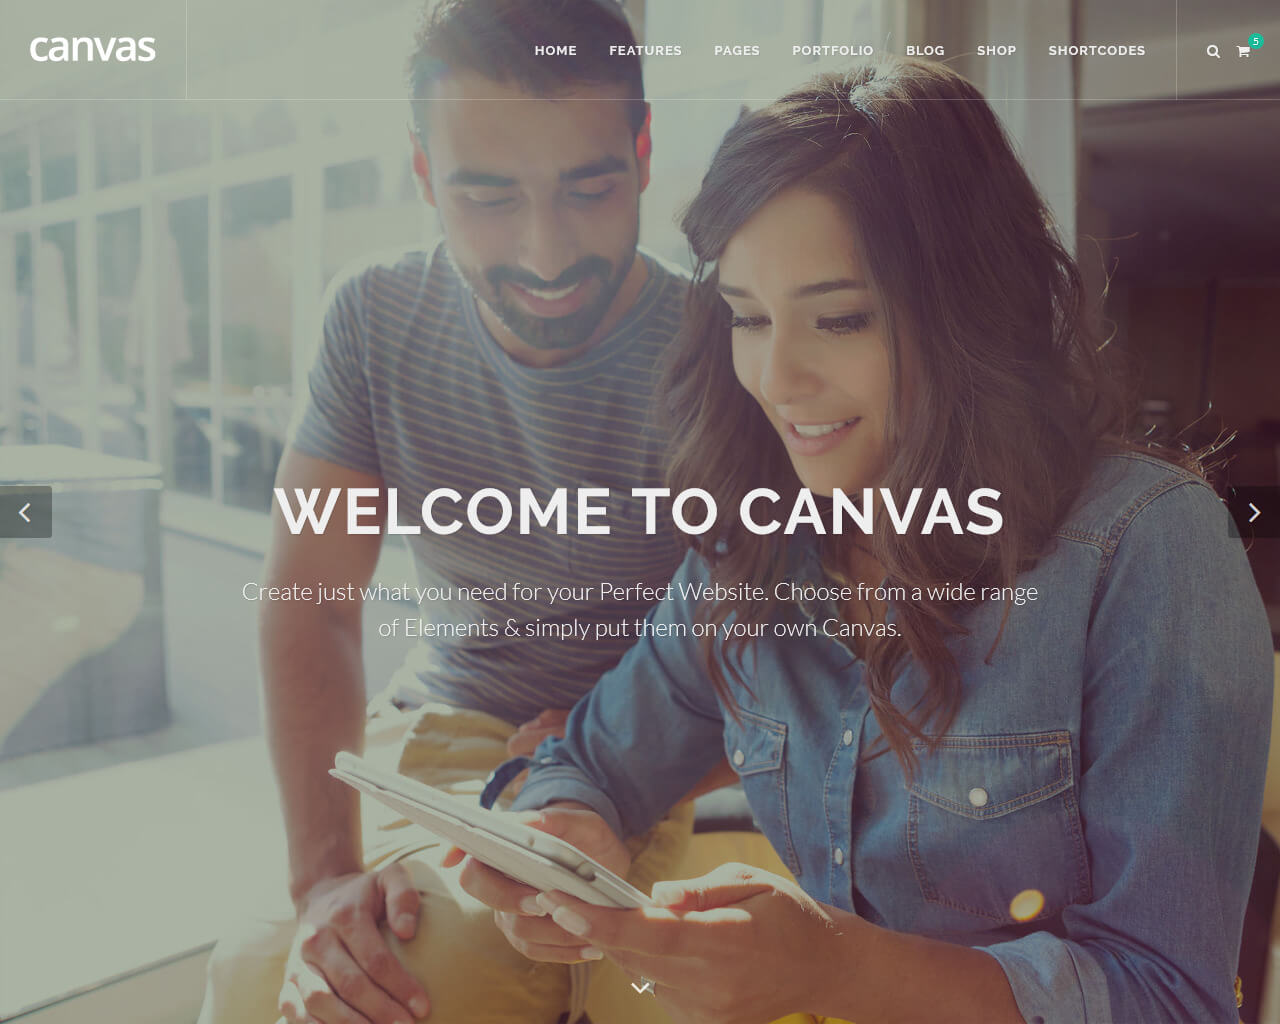 canvas
HOME FEATURES PAGES PORTFOLIO BLOG SHOP SHORTCODES 5
WELCOME TO CANVAS
Create just what you need for your Perfect Website. Choose from a wide range
of Elements & simply put them on your own Canvas.